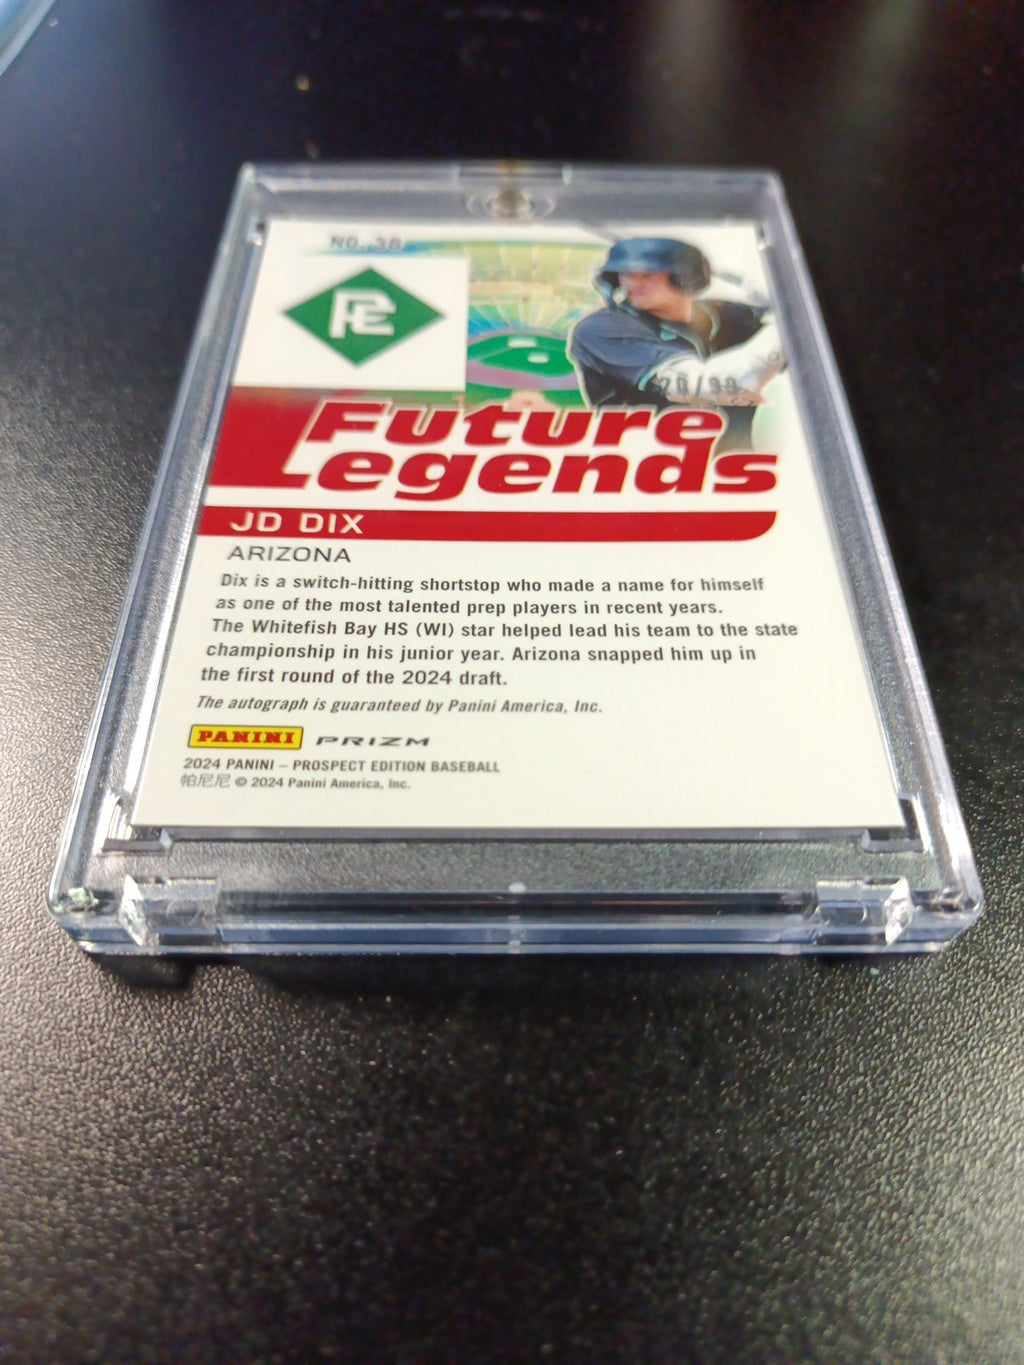 NO. 38
PE
20/99
Future
Legends
JD DIX
ARIZONA
Dix is a switch-hitting shortstop who made a name for himself
as one of the most talented prep players in recent years.
The Whitefish Bay HS (WI) star helped lead his team to the state
championship in his junior year. Arizona snapped him up in
the first round of the 2024 draft.
The autograph is guaranteed by Panini America, Inc.
PANINI PRIZM
2024 PANINI – PROSPECT EDITION BASEBALL
帕尼尼 © 2024 Panini America, Inc.